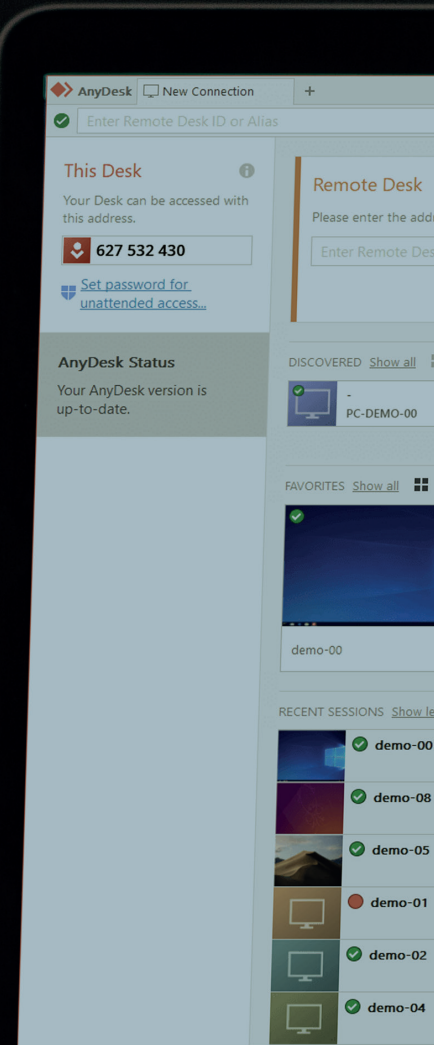 AnyDesk
New Connection
+
Enter Remote Desk ID or Alias
This Desk
Your Desk can be accessed with
this address.
627 532 430
Set password for
unattended access...
AnyDesk Status
Your AnyDesk version is
up-to-date.
Remote Desk
Please enter the addr
Enter Remote Des
DISCOVERED Show all
-
PC-DEMO-00
FAVORITES Show all
demo-00
RECENT SESSIONS Show le
demo-00
demo-08
demo-05
demo-01
demo-02
demo-04